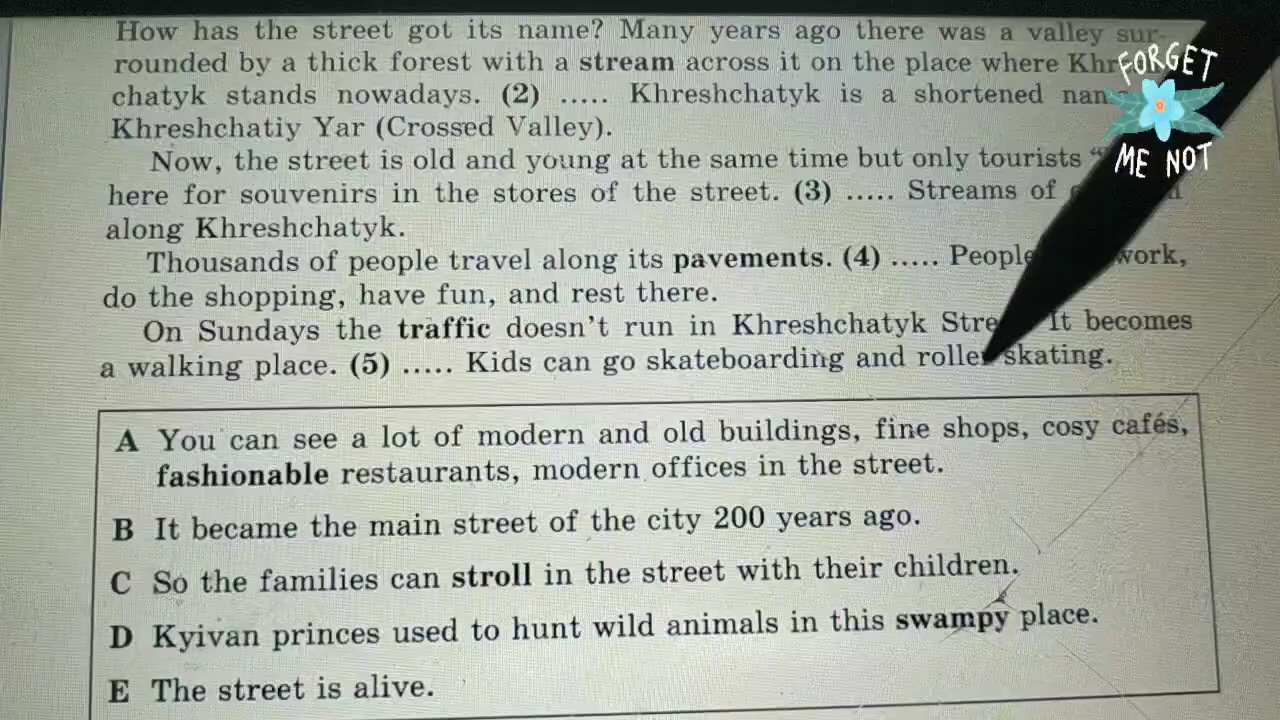 How has the street got its name? Many years ago there was a valley sur-
rounded by a thick forest with a stream across it on the place where Khr
chatyk stands nowadays. (2) ..... Khreshchatyk is a shortened nam
Khreshchatiy Yar (Crossed Valley).
Now, the street is old and young at the same time but only tourists
here for souvenirs in the stores of the street. (3) ..... Streams of
along Khreshchatyk.
Thousands of people travel along its pavements. (4) ..... People work,
do the shopping, have fun, and rest there.
On Sundays the traffic doesn't run in Khreshchatyk Stre It becomes
a walking place. (5) ..... Kids can go skateboarding and roller skating.
A You can see a lot of modern and old buildings, fine shops, cosy cafés,
fashionable restaurants, modern offices in the street.
B It became the main street of the city 200 years ago.
C So the families can stroll in the street with their children.
D Kyivan princes used to hunt wild animals in this swampy place.
E The street is alive.
FORGET
ME NOT